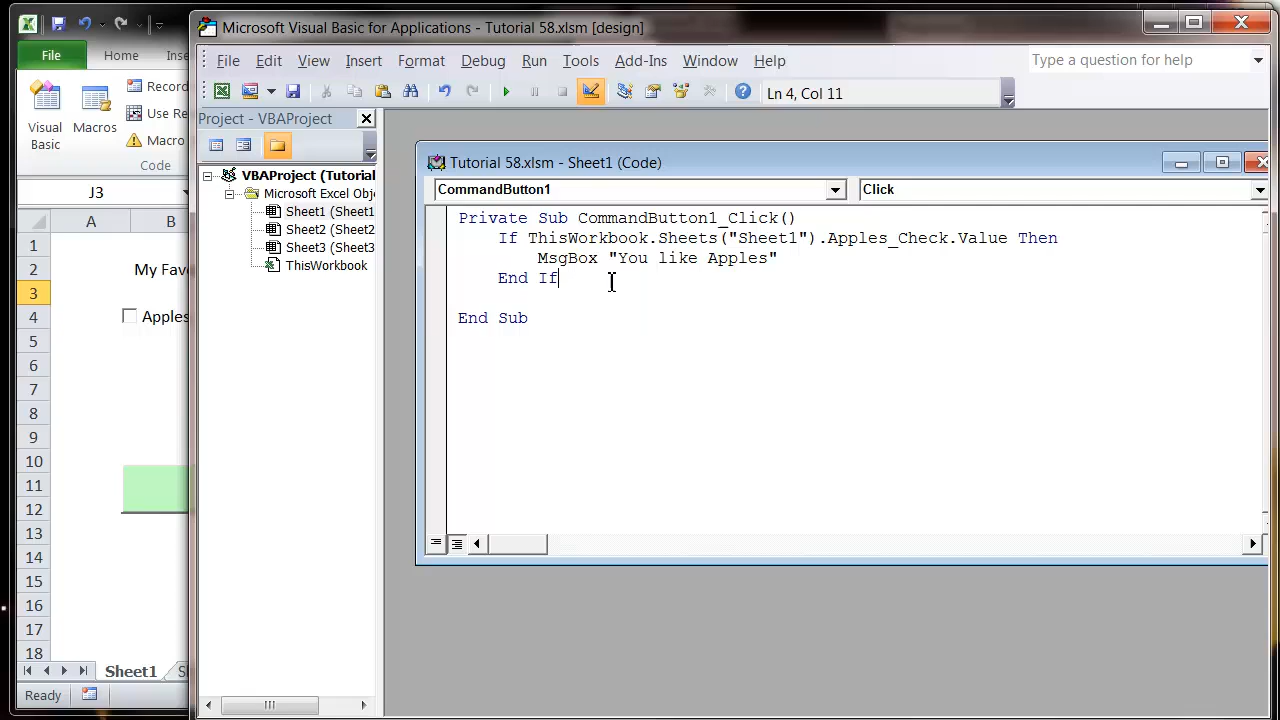 Microsoft Visual Basic for Applications - Tutorial 58.xlsm [design]
File Home Inse
File Edit View Insert Format Debug Run Tools Add-Ins Window Help
Type a question for help
Ln 4, Col 11
Visual Basic
Macros
Record
Use Re
Macro
Code
Project - VBAProject
VBAProject (Tutorial
Microsoft Excel Obje
Sheet1 (Sheet1
Sheet2 (Sheet2
Sheet3 (Sheet3
ThisWorkbook
Tutorial 58.xlsm - Sheet1 (Code)
CommandButton1
Click
Private Sub CommandButton1_Click()
If ThisWorkbook.Sheets("Sheet1").Apples_Check.Value Then
MsgBox "You like Apples"
End If
End Sub
J3
A B
1
2 My Fav
3
4 Apples
5
6
7
8
9
10
11
12
13
14
15
16
17
18
Sheet1
Ready